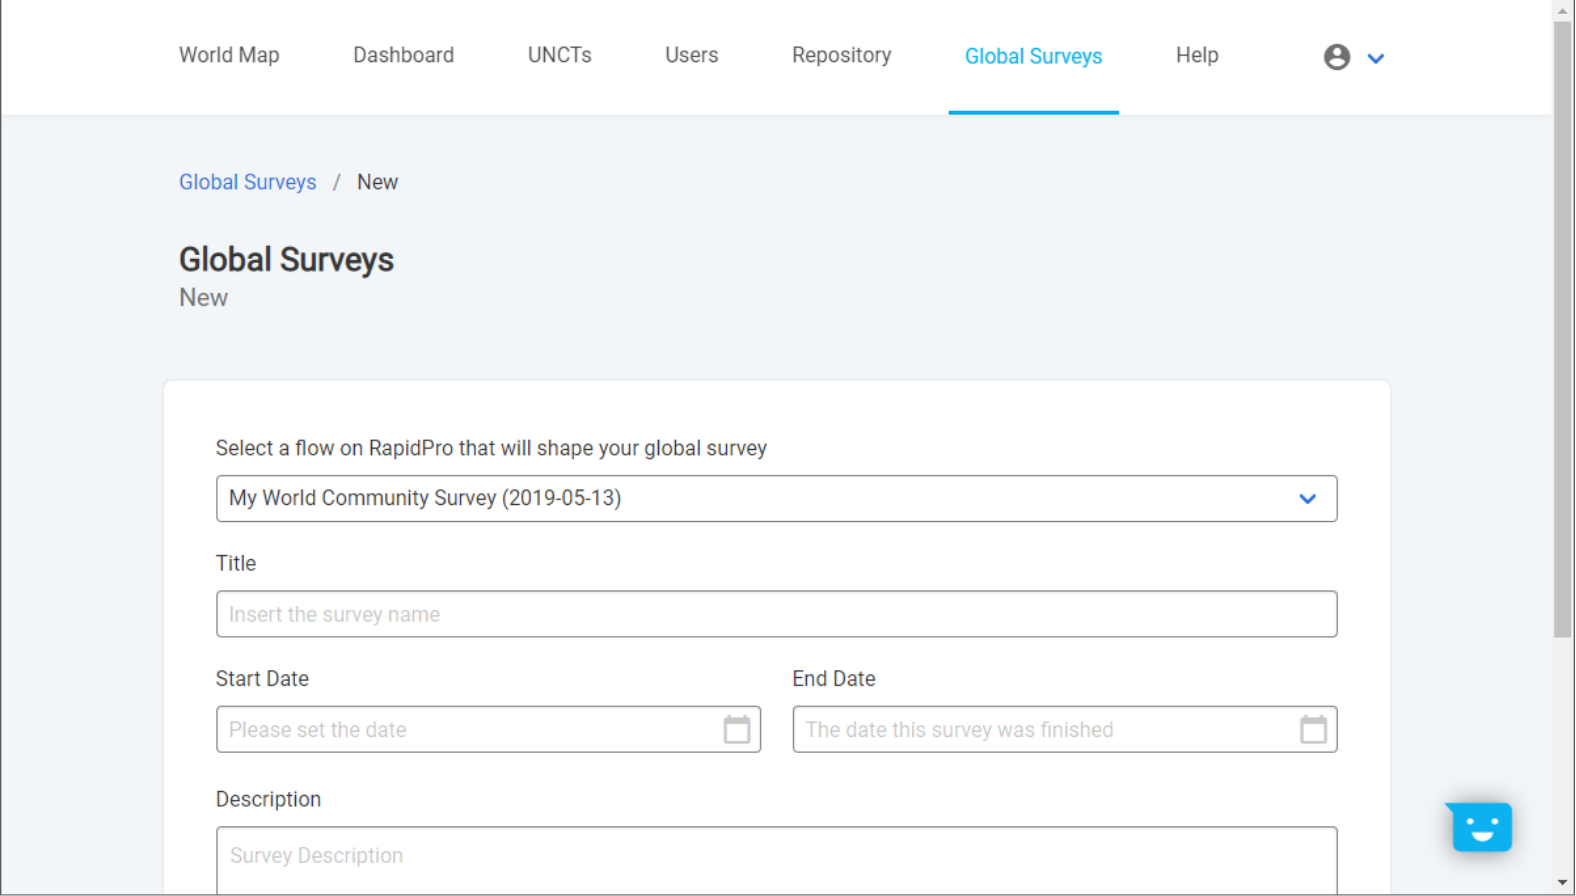 World Map Dashboard UNCTs Users Repository Global Surveys Help
Global Surveys / New
Global Surveys
New
Select a flow on RapidPro that will shape your global survey
My World Community Survey (2019-05-13)
Title
Insert the survey name
Start Date End Date
Please set the date The date this survey was finished
Description
Survey Description